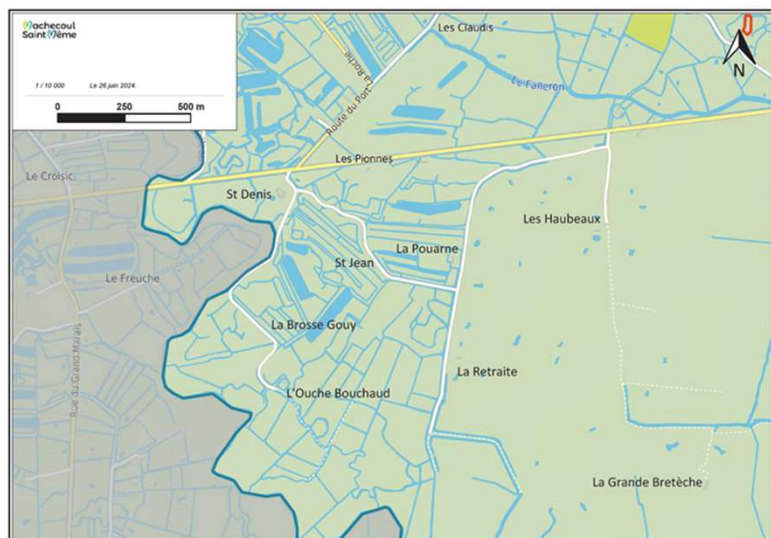 Machecoul
Saint Même
1 / 10 000 Le 26 juin 2024
0 250 500 m
Les Claudis
N
La Roche
Route du Port
Le Falleron
Les Pionnes
Le Croisic
St Denis
Les Haubeaux
La Pouarne
St Jean
Le Freuche
La Brosse Gouy
La Retraite
L'Ouche Bouchaud
Rue du Grand Marais
La Grande Bretèche